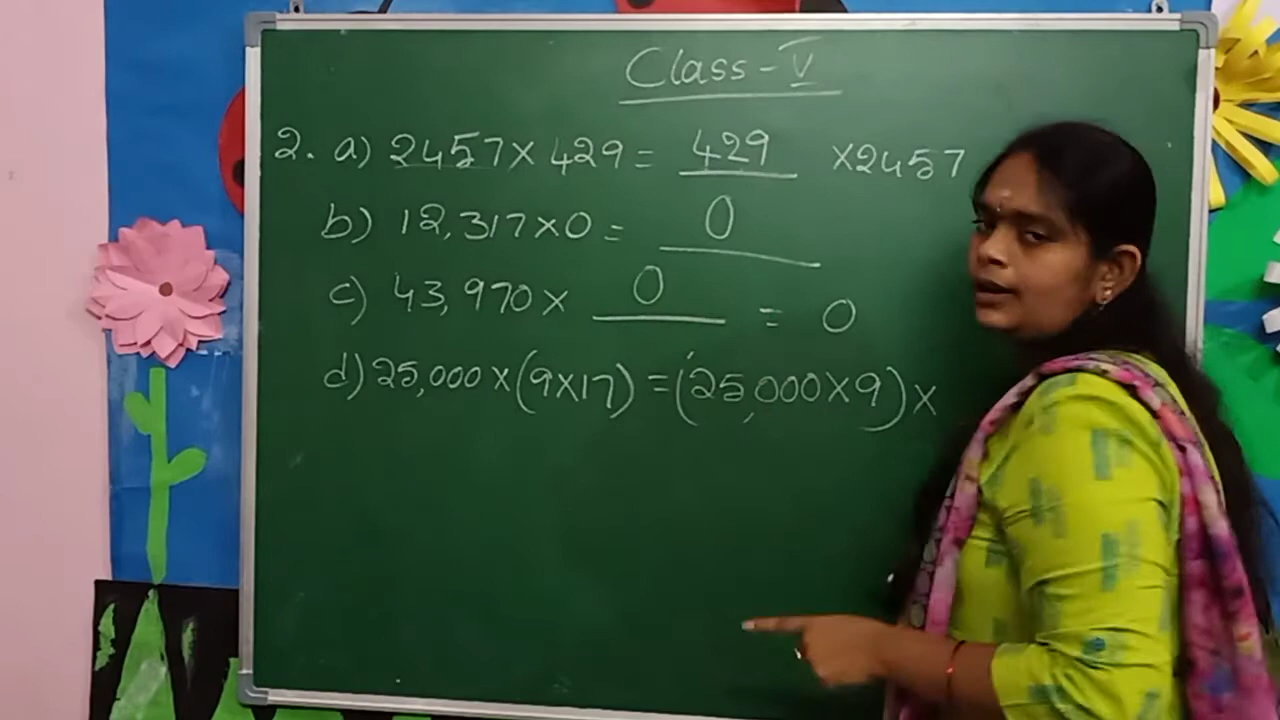 Class-V
2. a) 2457×429= 429 ×2457
b) 12,317×0= 0
c) 43,970× 0 = 0
d) 25,000×(9×17)=(25,000×9)×